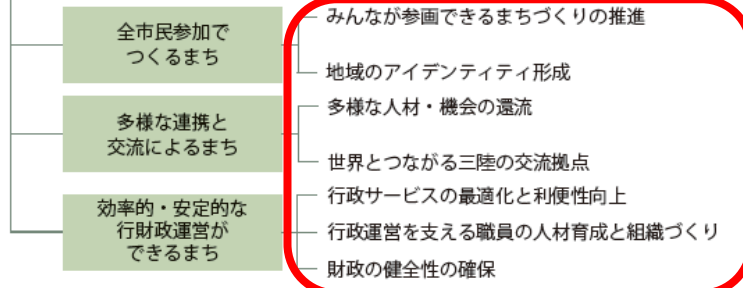 全市民参加で
つくるまち
みんなが参画できるまちづくりの推進
地域のアイデンティティ形成
多様な連携と
交流によるまち
多様な人材・機会の還流
世界とつながる三陸の交流拠点
効率的・安定的な
行財政運営が
できるまち
行政サービスの最適化と利便性向上
行政運営を支える職員の人材育成と組織づくり
財政の健全性の確保